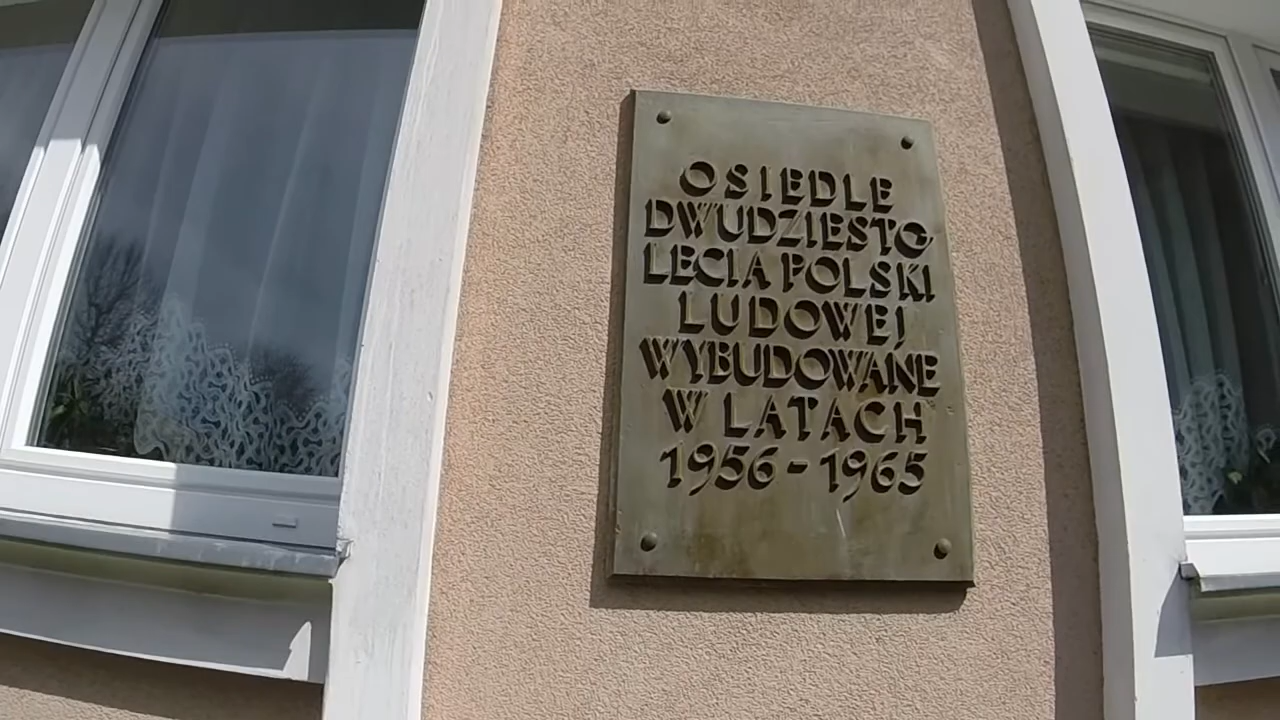 OSIEDLE
DWUDZIESTO-
LECIA POLSKI
LUDOWEJ
WYBUDOWANE
W LATACH
1956-1965